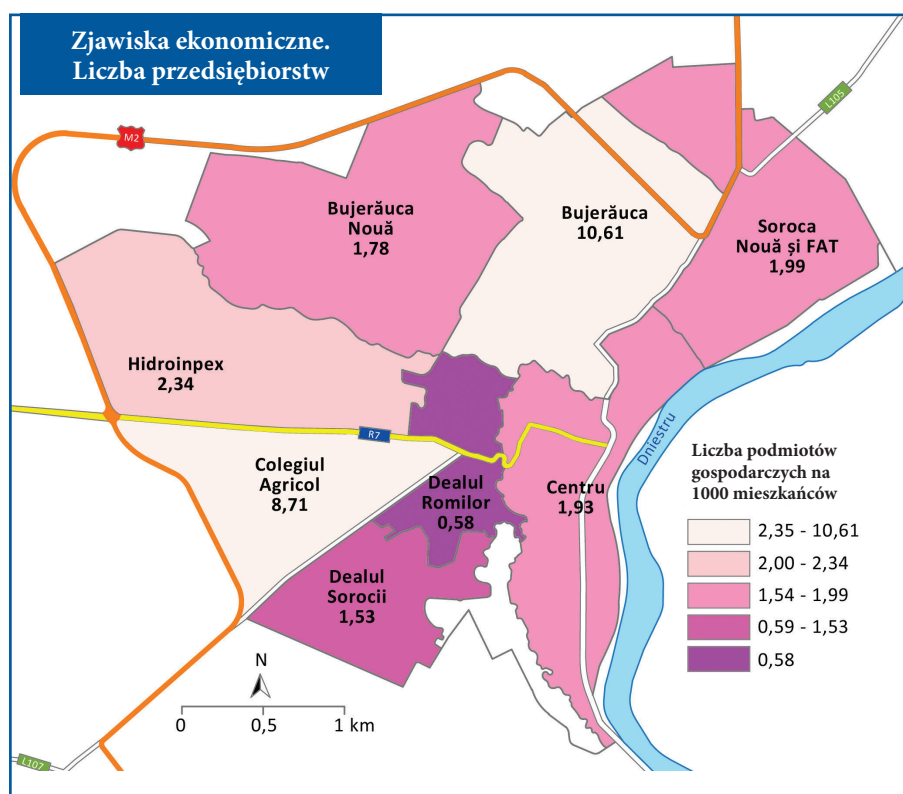 Zjawiska ekonomiczne.
Liczba przedsiębiorstw
M2
L105
Bujerăuca
Nouă
1,78
Bujerăuca
10,61
Soroca
Nouă și FAT
1,99
Hidroinpex
2,34
R7
Colegiul
Agricol
8,71
Dealul
Romilor
0,58
Centru
1,93
Dealul
Sorocii
1,53
Dniestru
Liczba podmiotów
gospodarczych na
1000 mieszkańców
2,35 - 10,61
2,00 - 2,34
1,54 - 1,99
0,59 - 1,53
0,58
N
0 0,5 1 km
L107